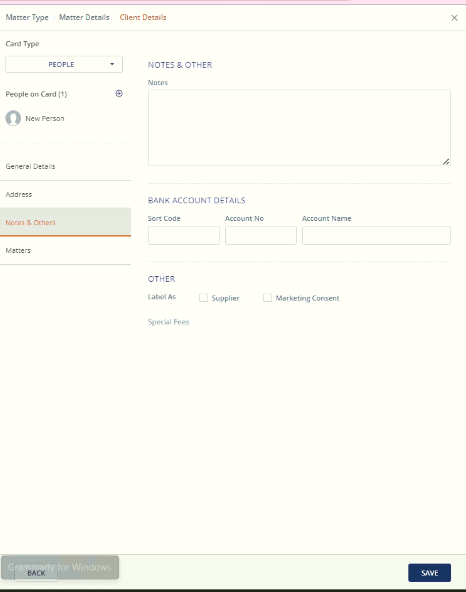 Matter Type Matter Details Client Details
Card Type
PEOPLE
People on Card (1)
New Person
General Details
Address
Notes & Others
Matters
NOTES & OTHER
Notes
BANK ACCOUNT DETAILS
Sort Code Account No Account Name
OTHER
Label As Supplier Marketing Consent
Special Fees
Grammarly for Windows
BACK
SAVE